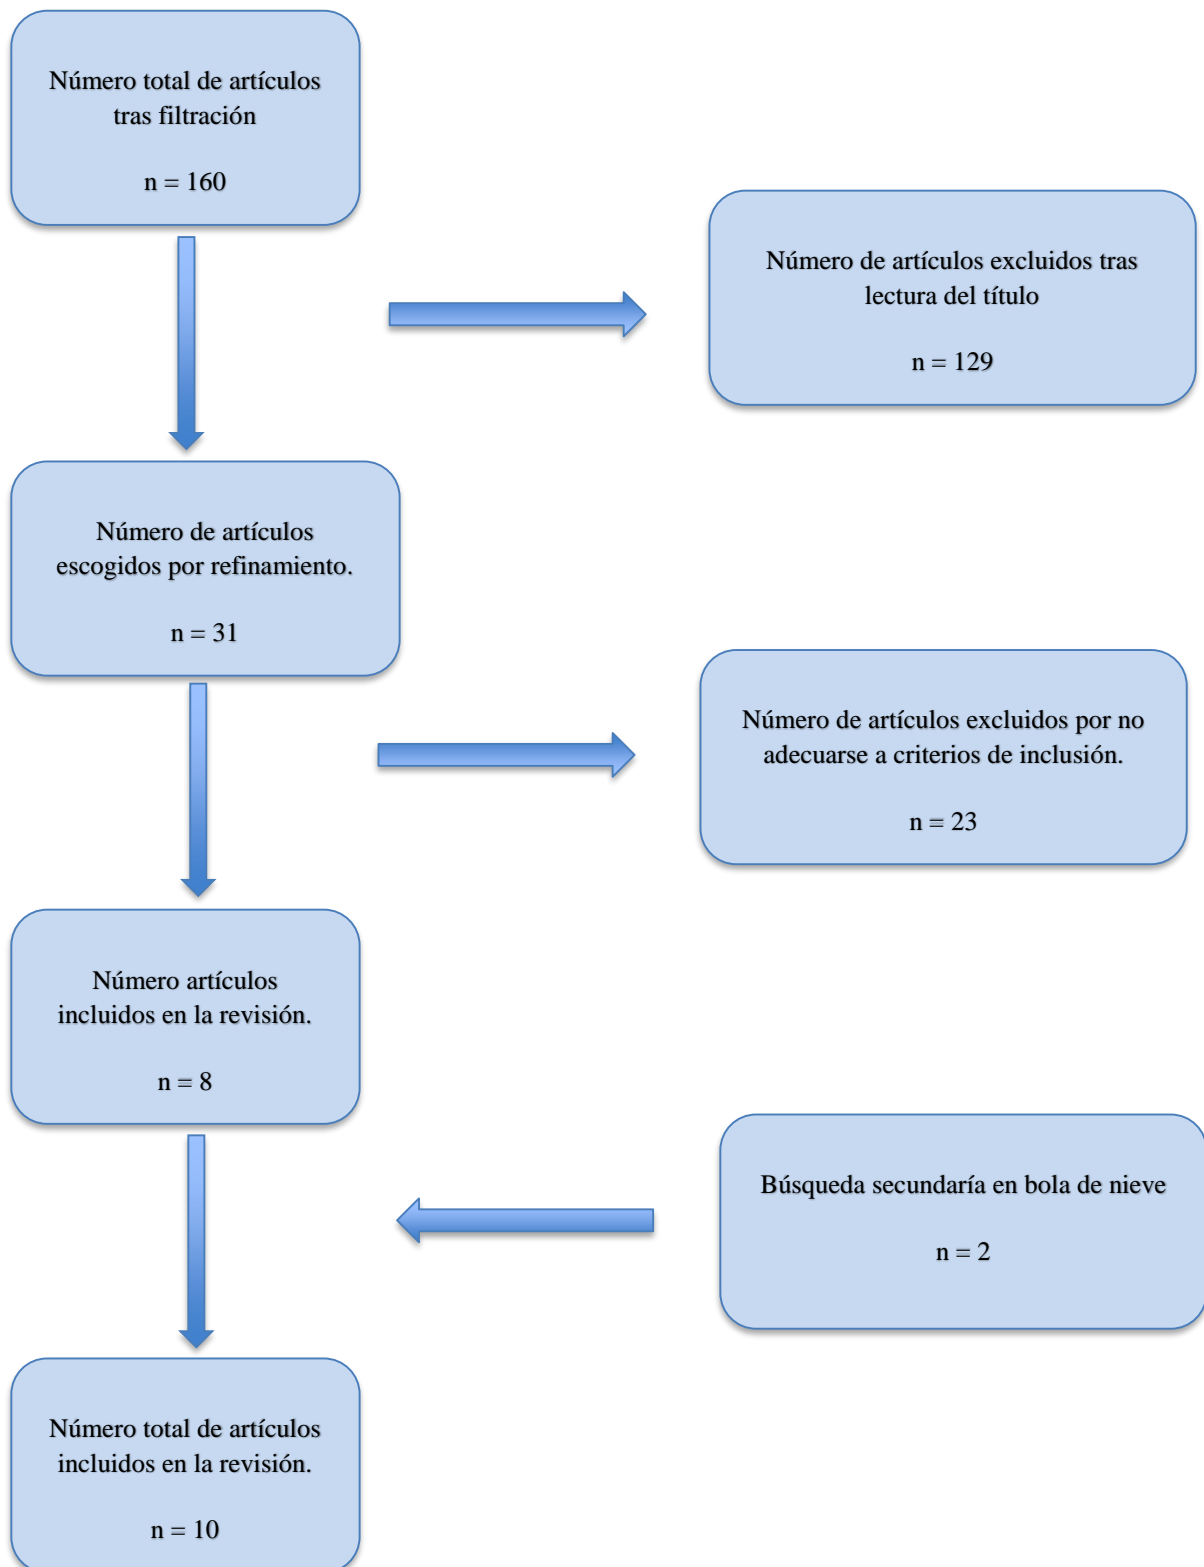 Número total de artículos
tras filtración
n = 160
Número de artículos excluidos tras
lectura del título
n = 129
Número de artículos
escogidos por refinamiento.
n = 31
Número de artículos excluidos por no
adecuarse a criterios de inclusión.
n = 23
Número artículos
incluidos en la revisión.
n = 8
Búsqueda secundaría en bola de nieve
n = 2
Número total de artículos
incluidos en la revisión.
n = 10